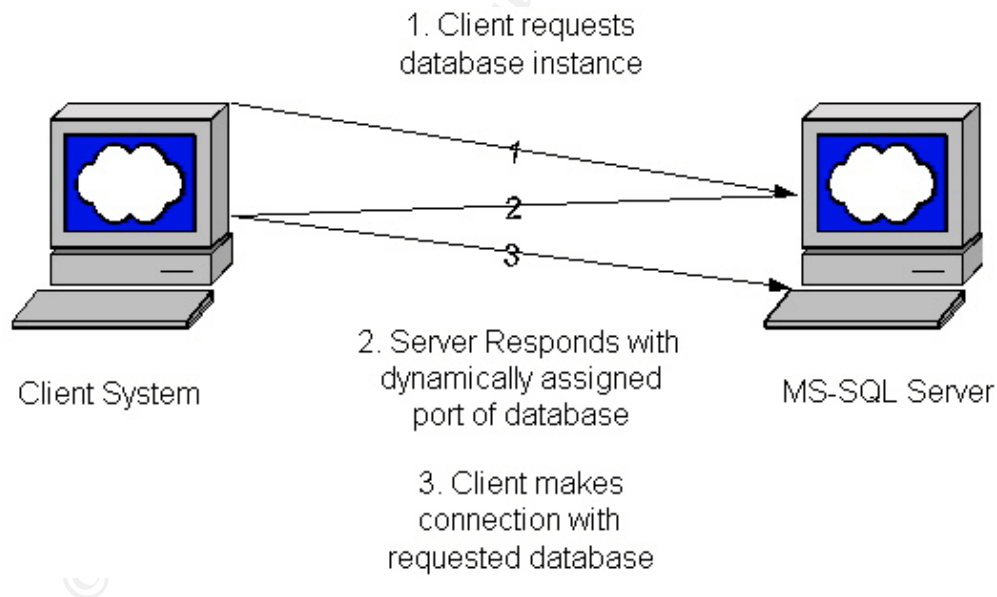 1. Client requests
database instance
1
2
3
2. Server Responds with
dynamically assigned
port of database
Client System
MS-SQL Server
3. Client makes
connection with
requested database